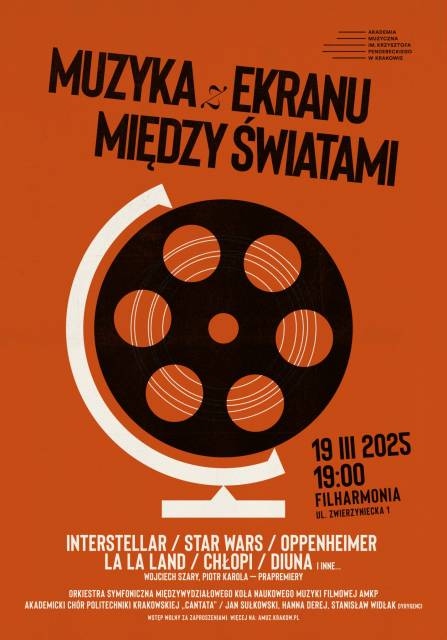 AKADEMIA
MUZYCZNA
IM. KRZYSZTOFA
PENDERECKIEGO
W KRAKOWIE
MUZYKA z EKRANU
MIĘDZY ŚWIATAMI
19 III 2025
19:00
FILHARMONIA
UL. ZWIERZYNIECKA 1
INTERSTELLAR / STAR WARS / OPPENHEIMER
LA LA LAND / CHŁOPI / DIUNA I INNE...
WOJCIECH SZARY, PIOTR KAROLA — PRAPREMIERY
ORKIESTRA SYMFONICZNA MIĘDZYWYDZIAŁOWEGO KOŁA NAUKOWEGO MUZYKI FILMOWEJ AMKP
AKADEMICKI CHÓR POLITECHNIKI KRAKOWSKIEJ „CANTATA” / JAN SUŁKOWSKI, HANNA DEREJ, STANISŁAW WIDŁAK (DYRYGENCI)
WSTĘP WOLNY ZA ZAPROSZENIAMI. WIĘCEJ NA: AMUZ.KRAKOW.PL